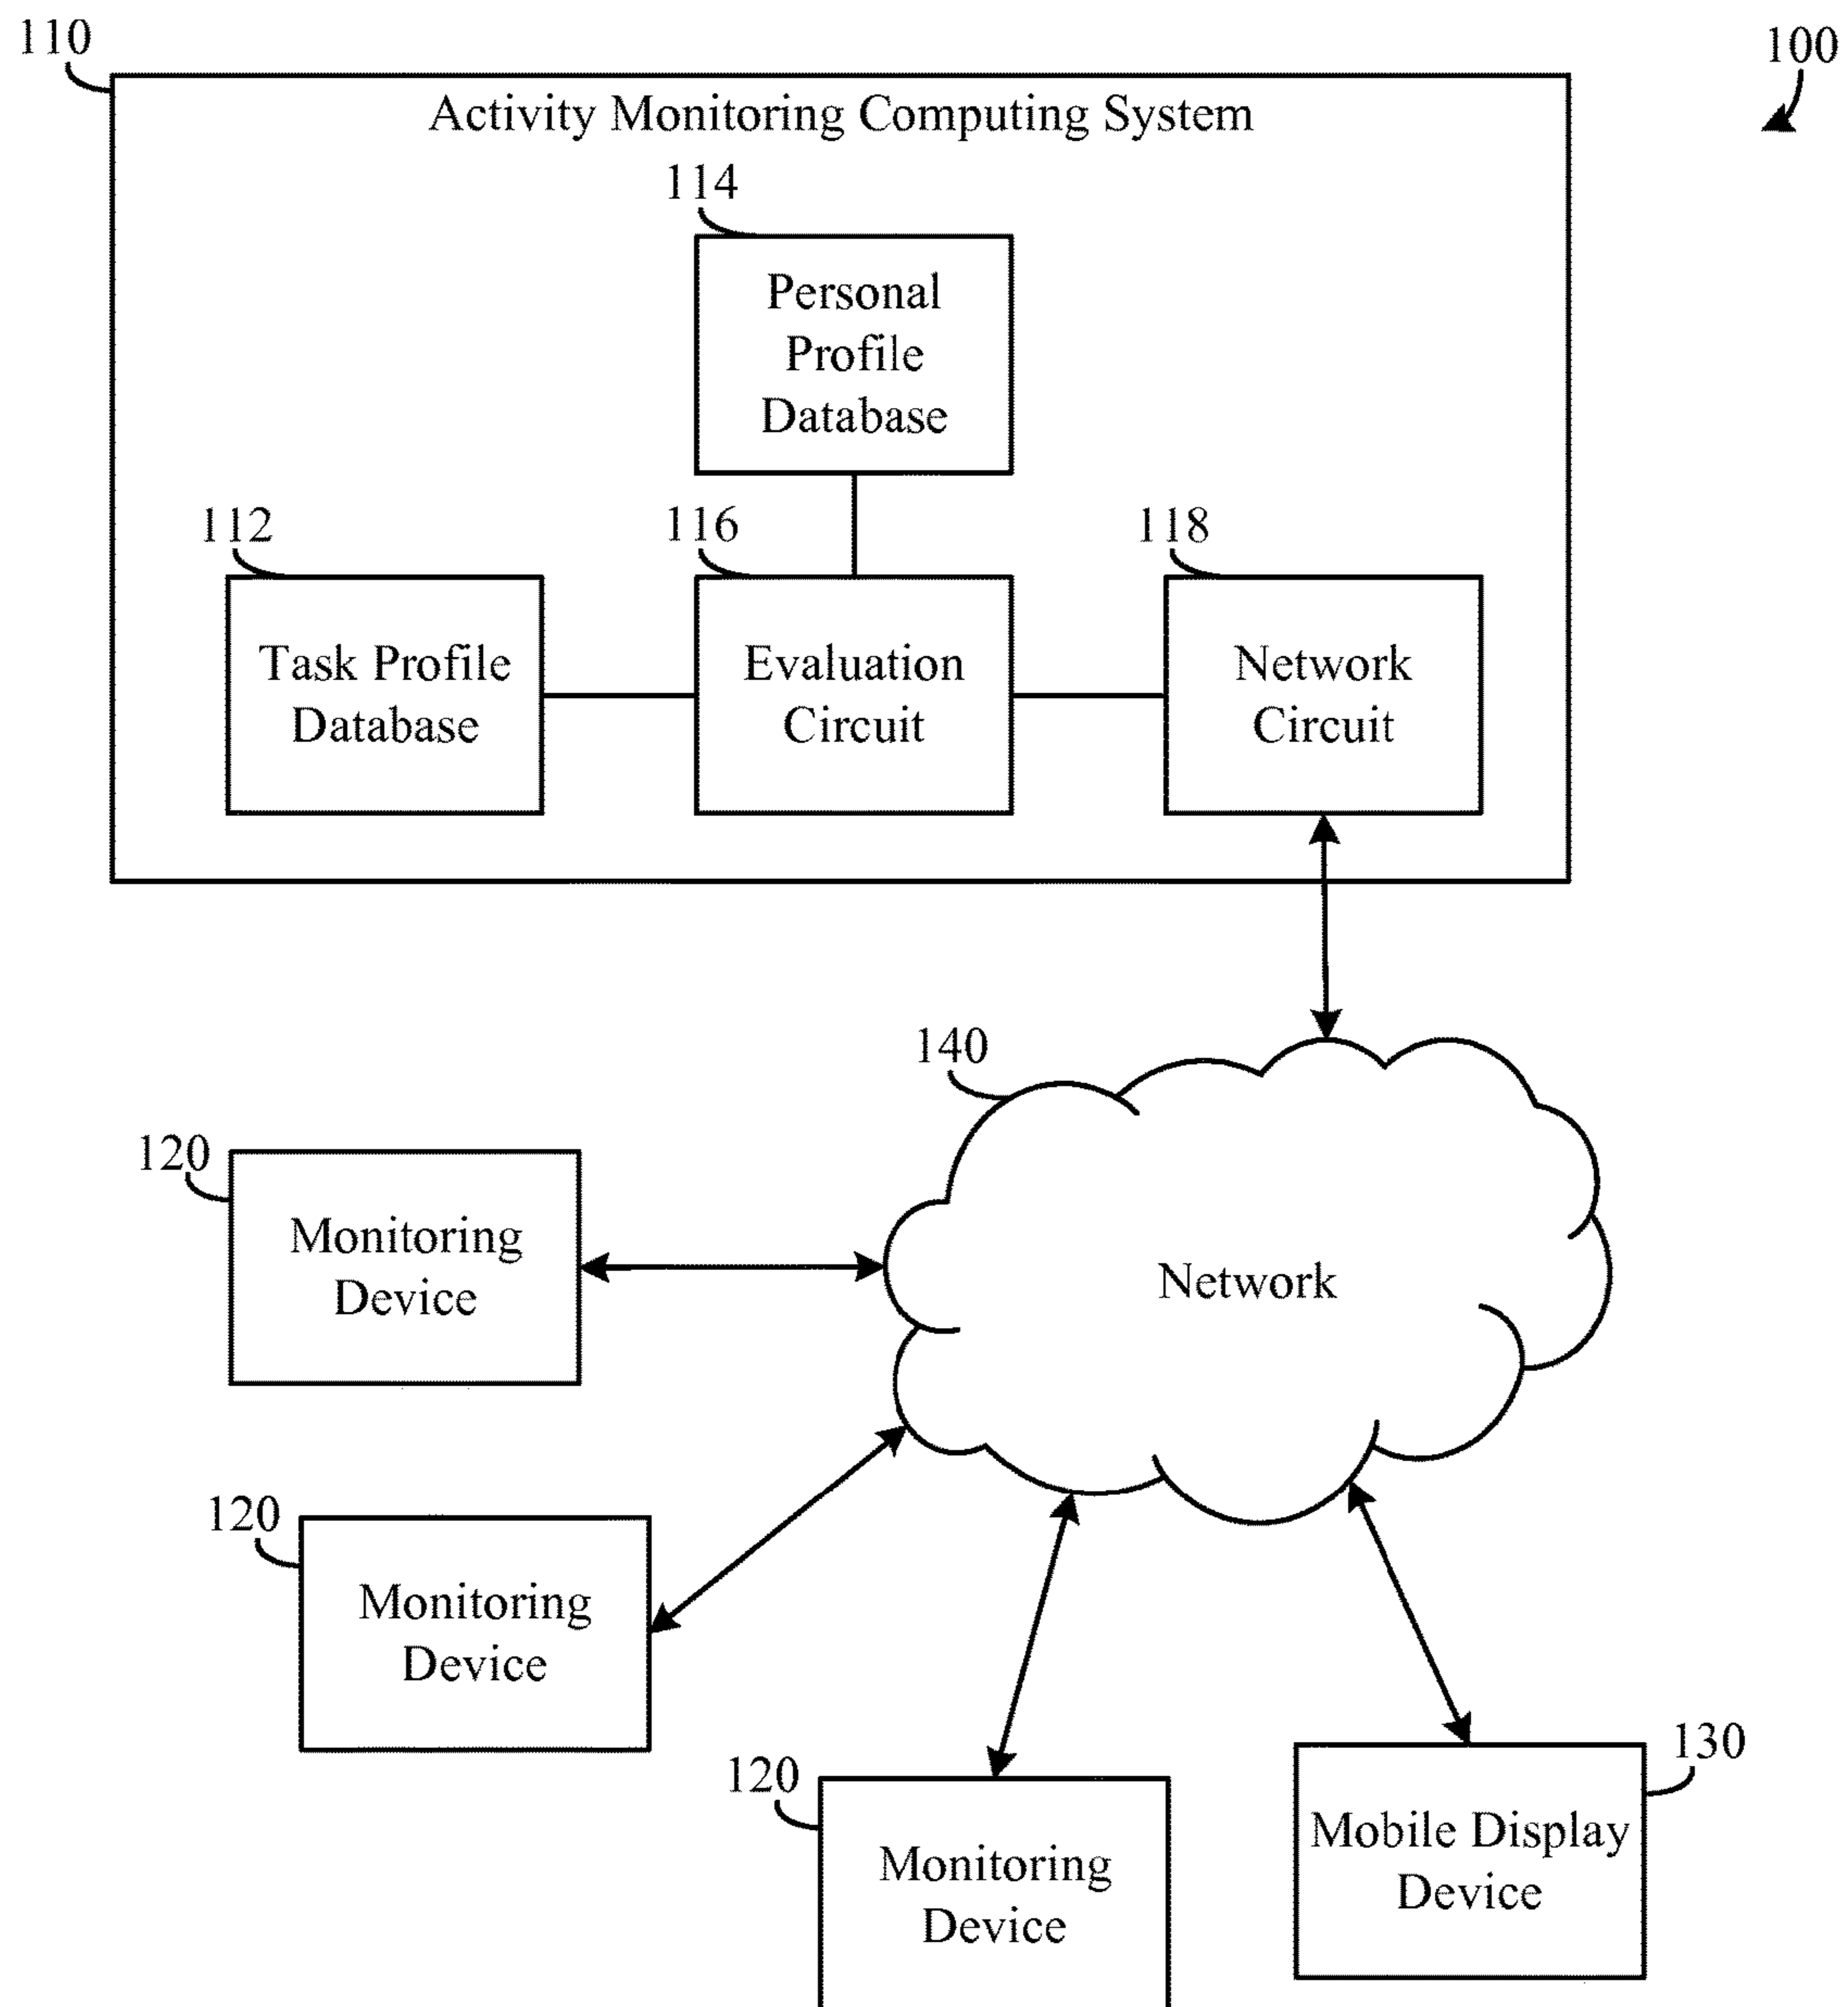 110
100
Activity Monitoring Computing System
114
Personal
Profile
Database
112
116
118
Task Profile
Database
Evaluation
Circuit
Network
Circuit
140
120
Monitoring
Device
Network
120
Monitoring
Device
120
Monitoring
Device
130
Mobile Display
Device